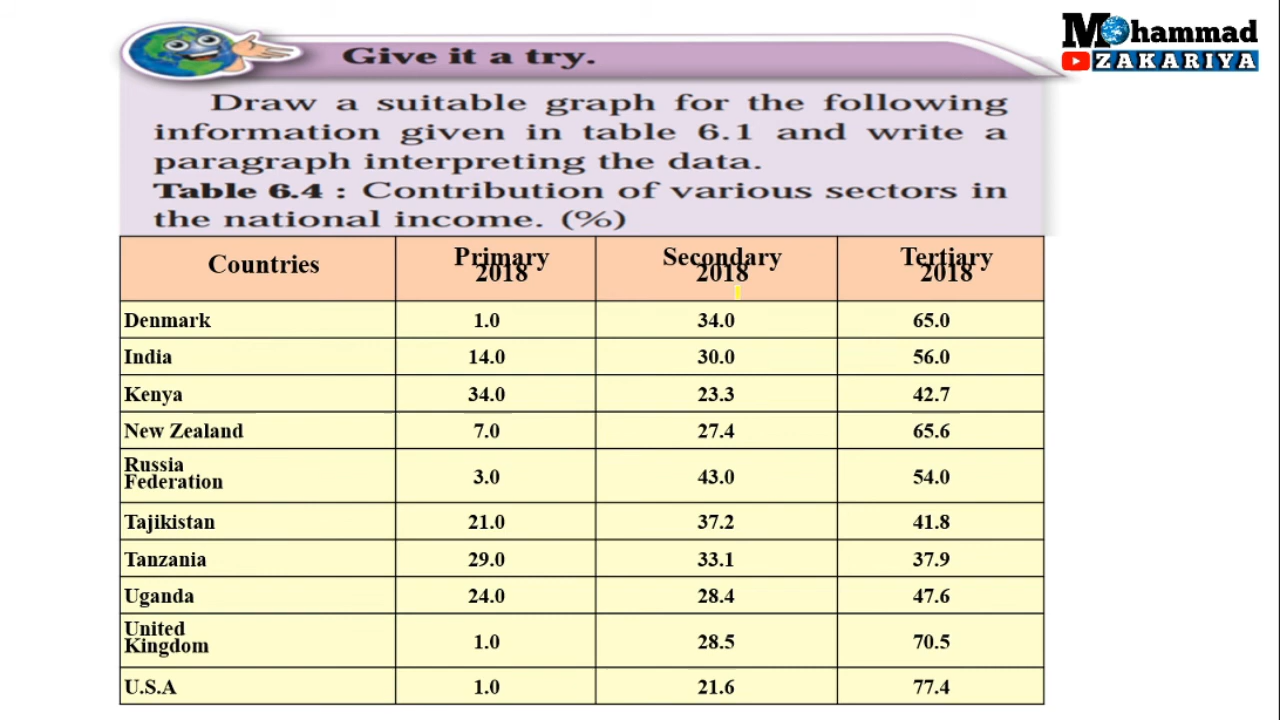 Mohammad
ZAKARIYA
Give it a try.
Draw a suitable graph for the following
information given in table 6.1 and write a
paragraph interpreting the data.
Table 6.4 : Contribution of various sectors in
the national income. (%)
Countries Primary 2018 Secondary 2018 Tertiary 2018
Denmark 1.0 34.0 65.0
India 14.0 30.0 56.0
Kenya 34.0 23.3 42.7
New Zealand 7.0 27.4 65.6
Russia
Federation 3.0 43.0 54.0
Tajikistan 21.0 37.2 41.8
Tanzania 29.0 33.1 37.9
Uganda 24.0 28.4 47.6
United
Kingdom 1.0 28.5 70.5
U.S.A 1.0 21.6 77.4